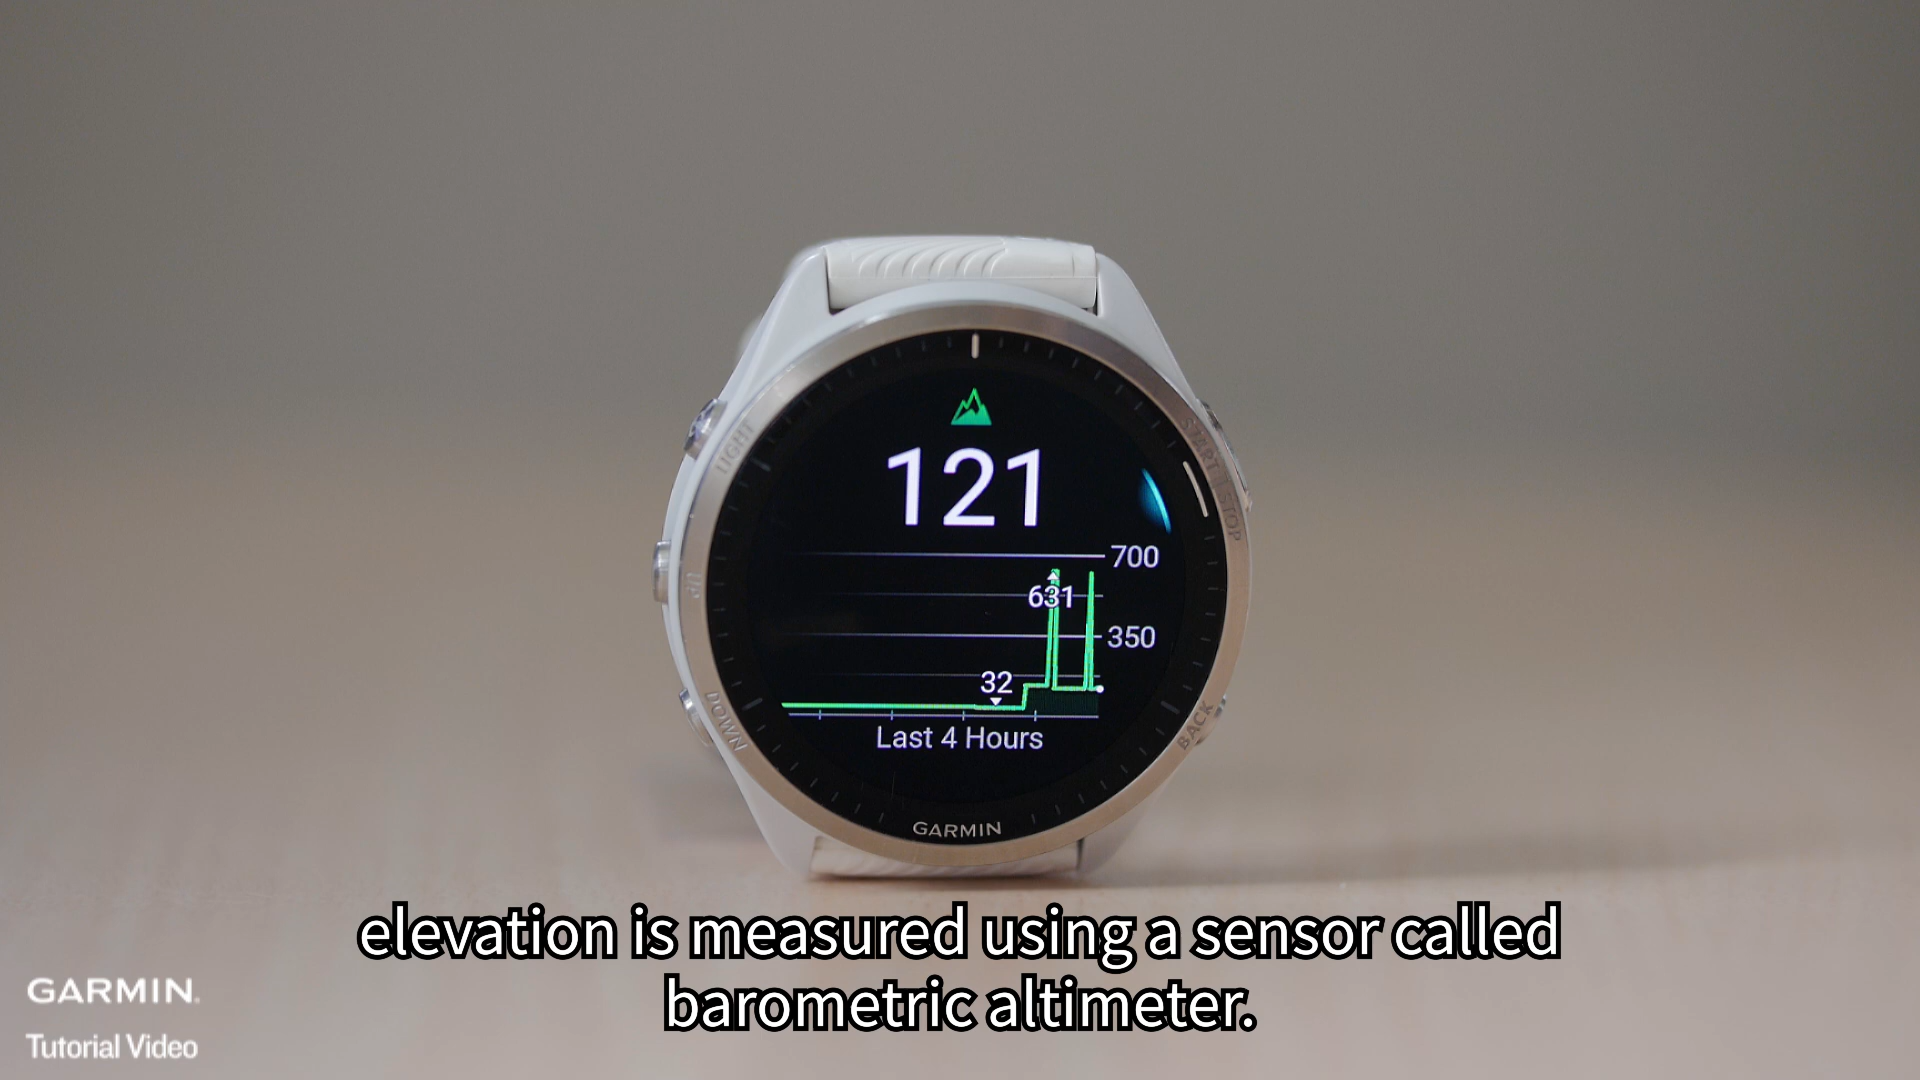 LIGHT
START | STOP
UP
DOWN
BACK
121
700
631
350
32
Last 4 Hours
GARMIN
elevation is measured using a sensor called
barometric altimeter.
GARMIN.
Tutorial Video